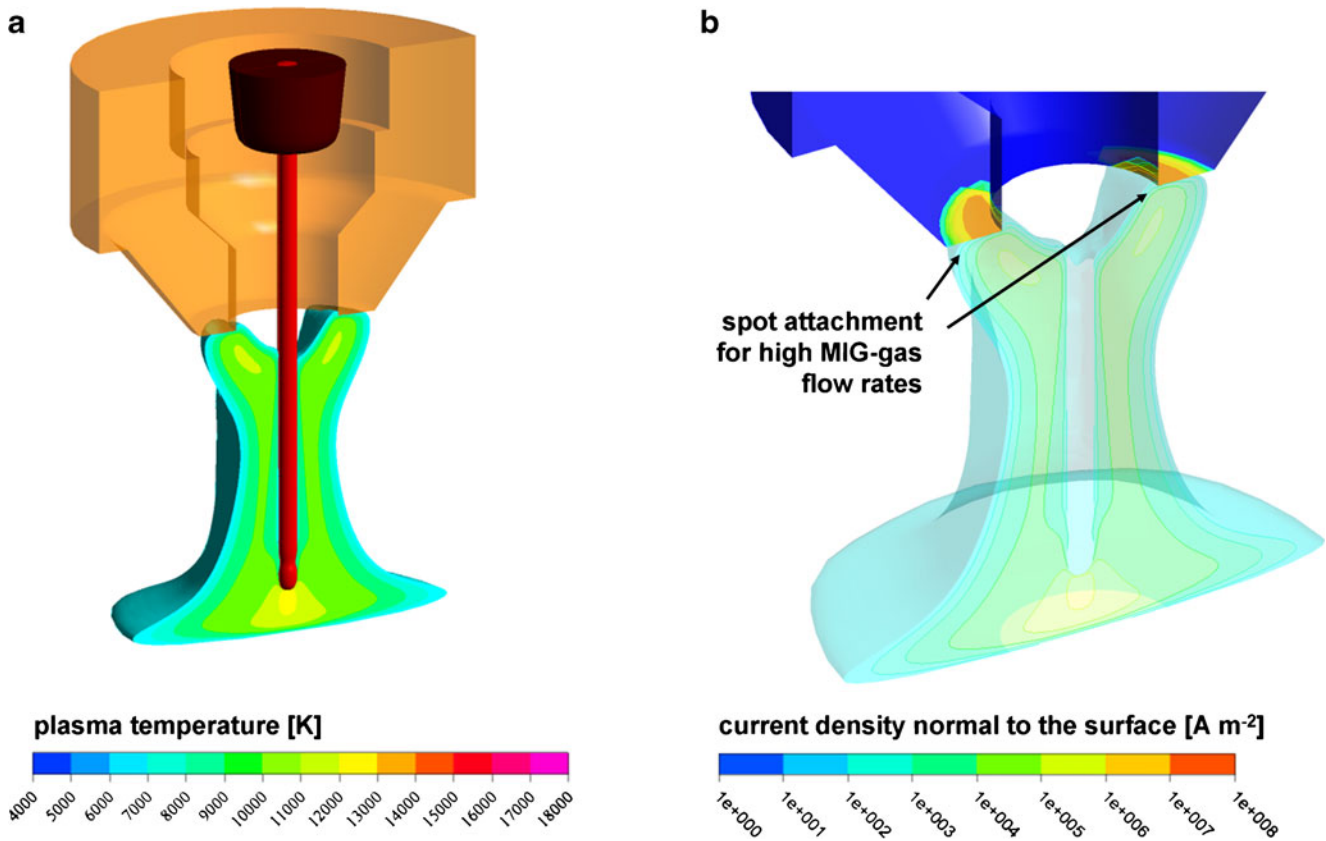 a
b
spot attachment
for high MIG-gas
flow rates
plasma temperature [K]
4000 5000 6000 7000 8000 9000 10000 11000 12000 13000 14000 15000 16000 17000 18000
current density normal to the surface [A m-2]
1e+000 1e+001 1e+002 1e+003 1e+004 1e+005 1e+006 1e+007 1e+008